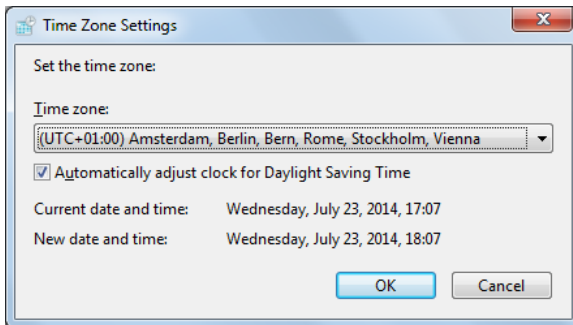 Time Zone Settings
Set the time zone:
Time zone:
(UTC+01:00) Amsterdam, Berlin, Bern, Rome, Stockholm, Vienna
Automatically adjust clock for Daylight Saving Time
Current date and time: Wednesday, July 23, 2014, 17:07
New date and time: Wednesday, July 23, 2014, 18:07
OK Cancel